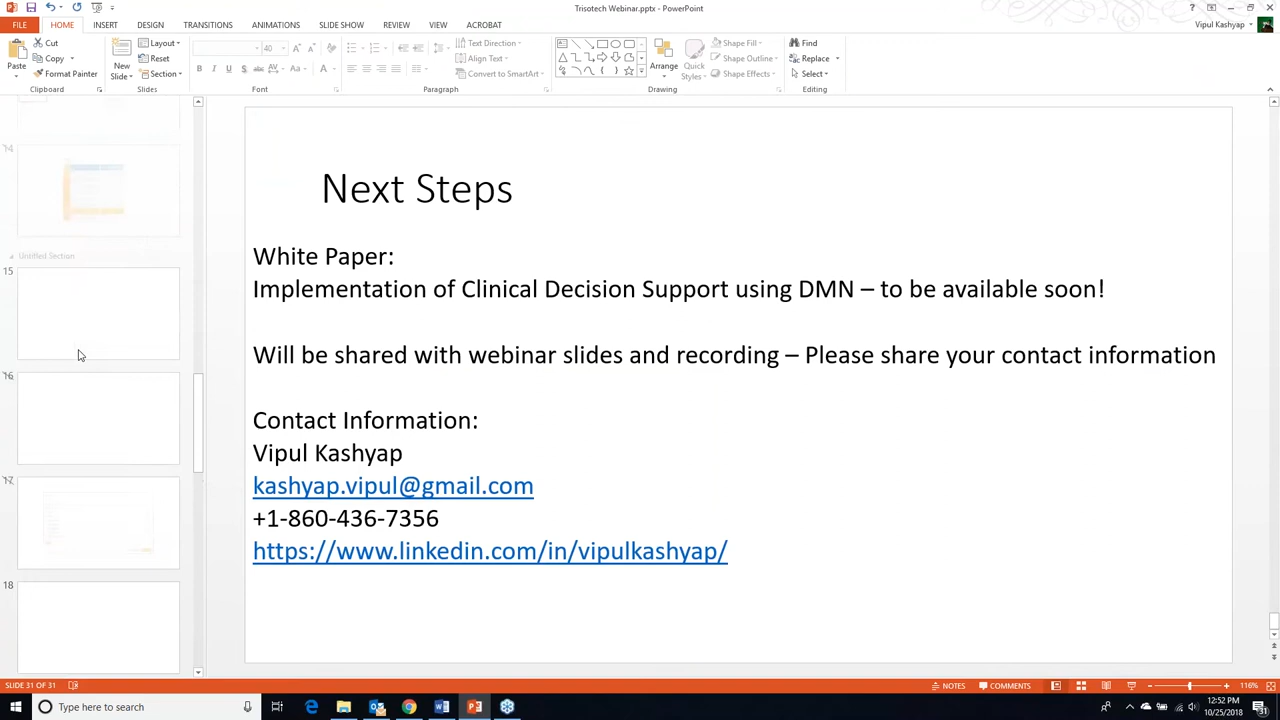 Trisotech Webinar.pptx - PowerPoint
FILE HOME INSERT DESIGN TRANSITIONS ANIMATIONS SLIDE SHOW REVIEW VIEW ACROBAT Vipul Kashyap
Paste Cut Copy Format Painter
Clipboard
New Slide Layout Reset Section
Slides
40
B I U S abc AV Aa A
Font
Text Direction
Align Text
Convert to SmartArt
Paragraph
Arrange Quick Styles Shape Fill Shape Outline Shape Effects
Drawing
Find
Replace
Select
Editing
14
Untitled Section
15
16
17
18
Next Steps
White Paper:
Implementation of Clinical Decision Support using DMN – to be available soon!
Will be shared with webinar slides and recording – Please share your contact information
Contact Information:
Vipul Kashyap
kashyap.vipul@gmail.com
+1-860-436-7356
https://www.linkedin.com/in/vipulkashyap/
SLIDE 31 OF 31 NOTES COMMENTS 116%
Type here to search
12:52 PM
10/25/2018
31